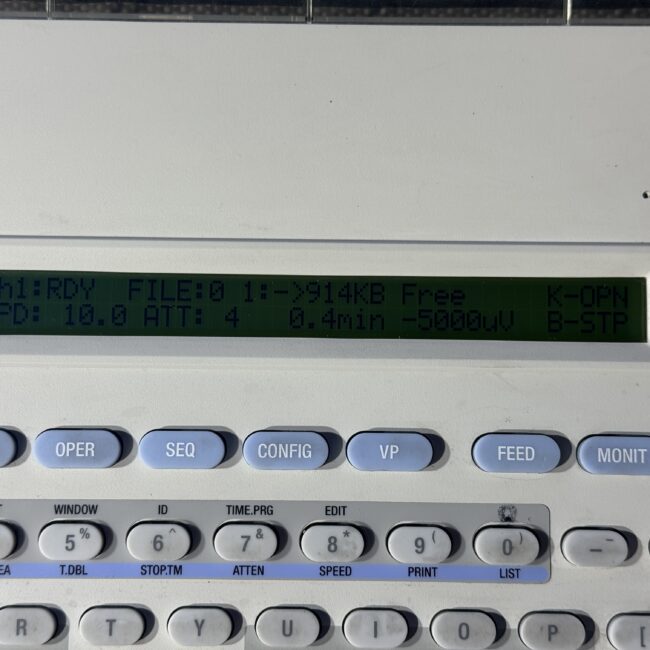 h1:RDY FILE:0 1:->914KB Free K-OPN
PD: 10.0 ATT: 4 0.4min -5000uV B-STP
OPER SEQ CONFIG VP FEED MONIT
WINDOW ID TIME.PRG EDIT
5 % 6 ^ 7 & 8 * 9 ( 0 ) - ¯
EA T.DBL STOP.TM ATTEN SPEED PRINT LIST
R T Y U I O P [